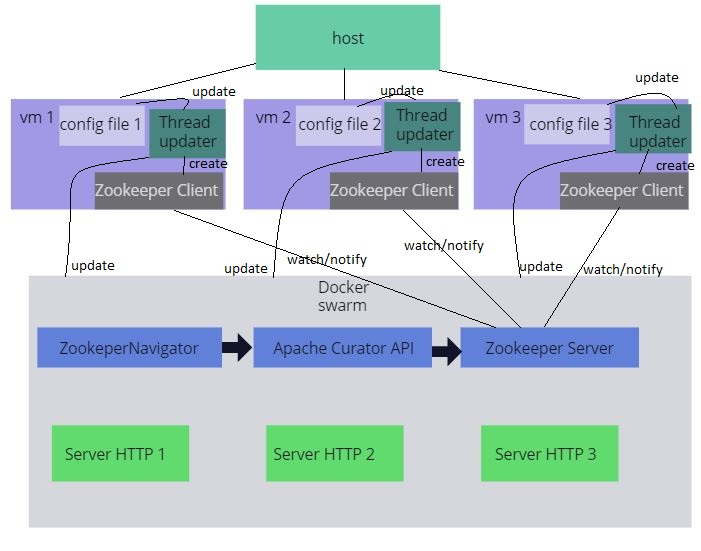 host
update
update
update
vm 1
config file 1
Thread
updater
vm 2
config file 2
Thread
updater
vm 3
config file 3
Thread
updater
create
create
create
Zookeeper Client
Zookeeper Client
Zookeeper Client
watch/notify
watch/notify
watch/notify
update
update
update
Docker
swarm
ZookeperNavigator
Apache Curator API
Zookeeper Server
Server HTTP 1
Server HTTP 2
Server HTTP 3